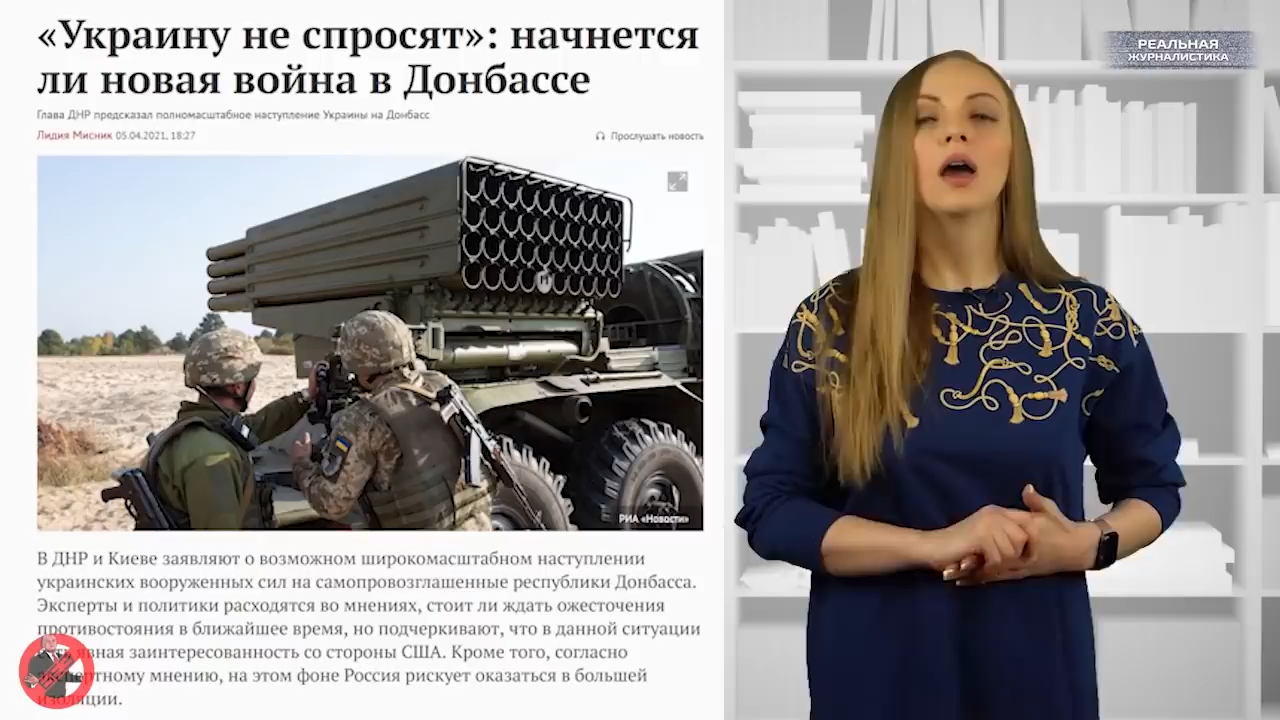 «Украину не спросят»: начнется
ли новая война в Донбассе
Глава ДНР предсказал полномасштабное наступление Украины на Донбасс
Лидия Мисник 05.04.2021, 18:27
Прослушать новость
РИА «Новости»
В ДНР и Киеве заявляют о возможном широкомасштабном наступлении
украинских вооруженных сил на самопровозглашенные республики Донбасса.
Эксперты и политики расходятся во мнениях, стоит ли ждать ожесточения
противостояния в ближайшее время, но подчеркивают, что в данной ситуации
есть явная заинтересованность со стороны США. Кроме того, согласно
экспертному мнению, на этом фоне Россия рискует оказаться в большей
изоляции.
РЕАЛЬНАЯ
ЖУРНАЛИСТИКА